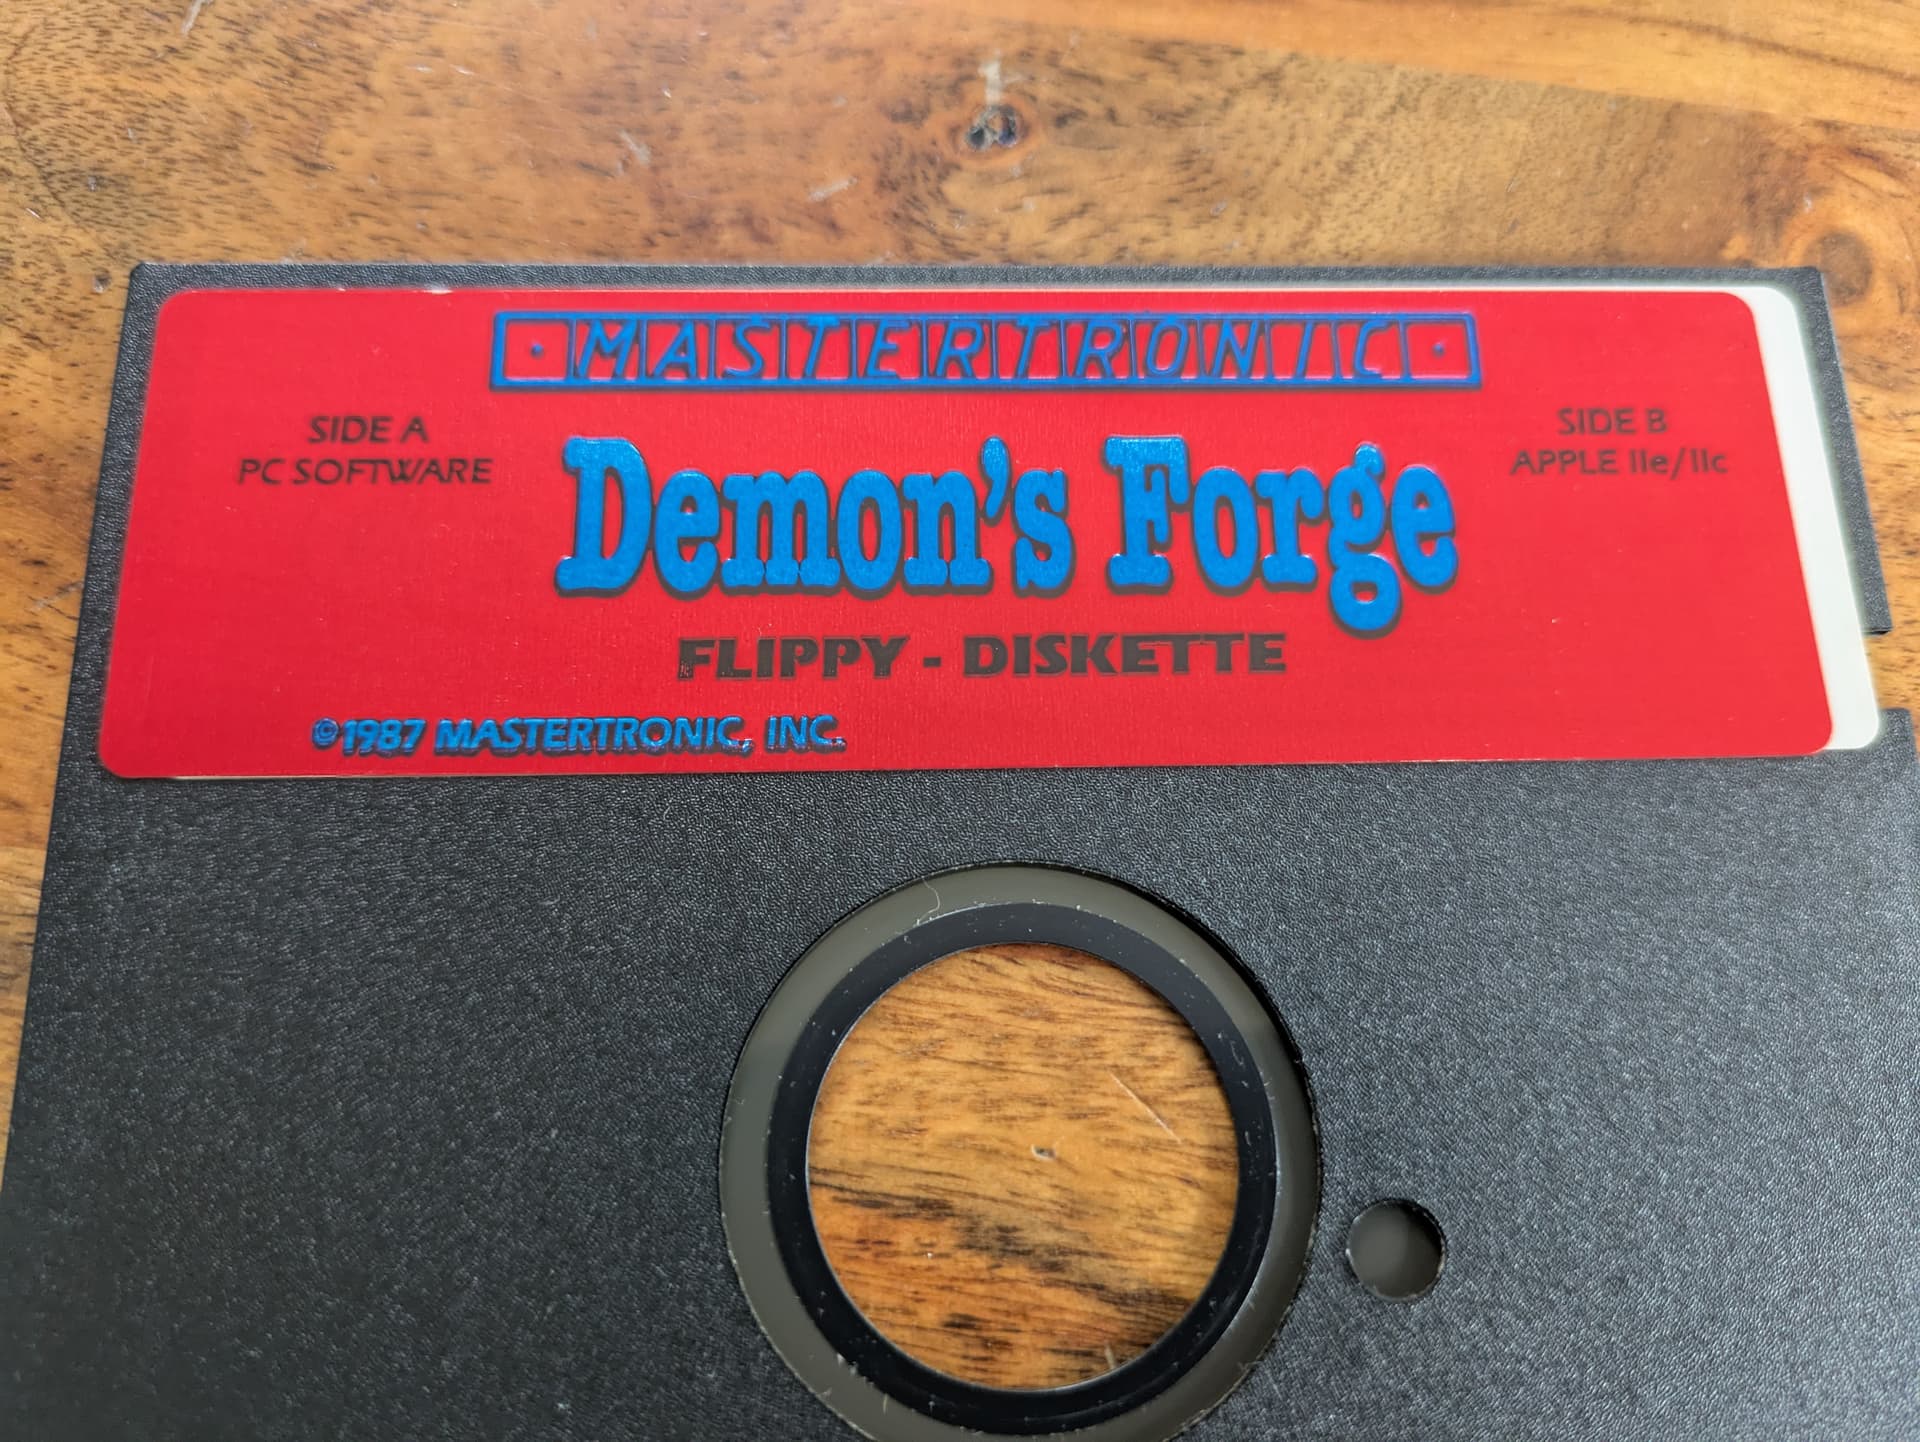 MASTERTRONIC
SIDE A
PC SOFTWARE
Demon's Forge
SIDE B
APPLE IIe/IIc
FLIPPY - DISKETTE
©1987 MASTERTRONIC, INC.